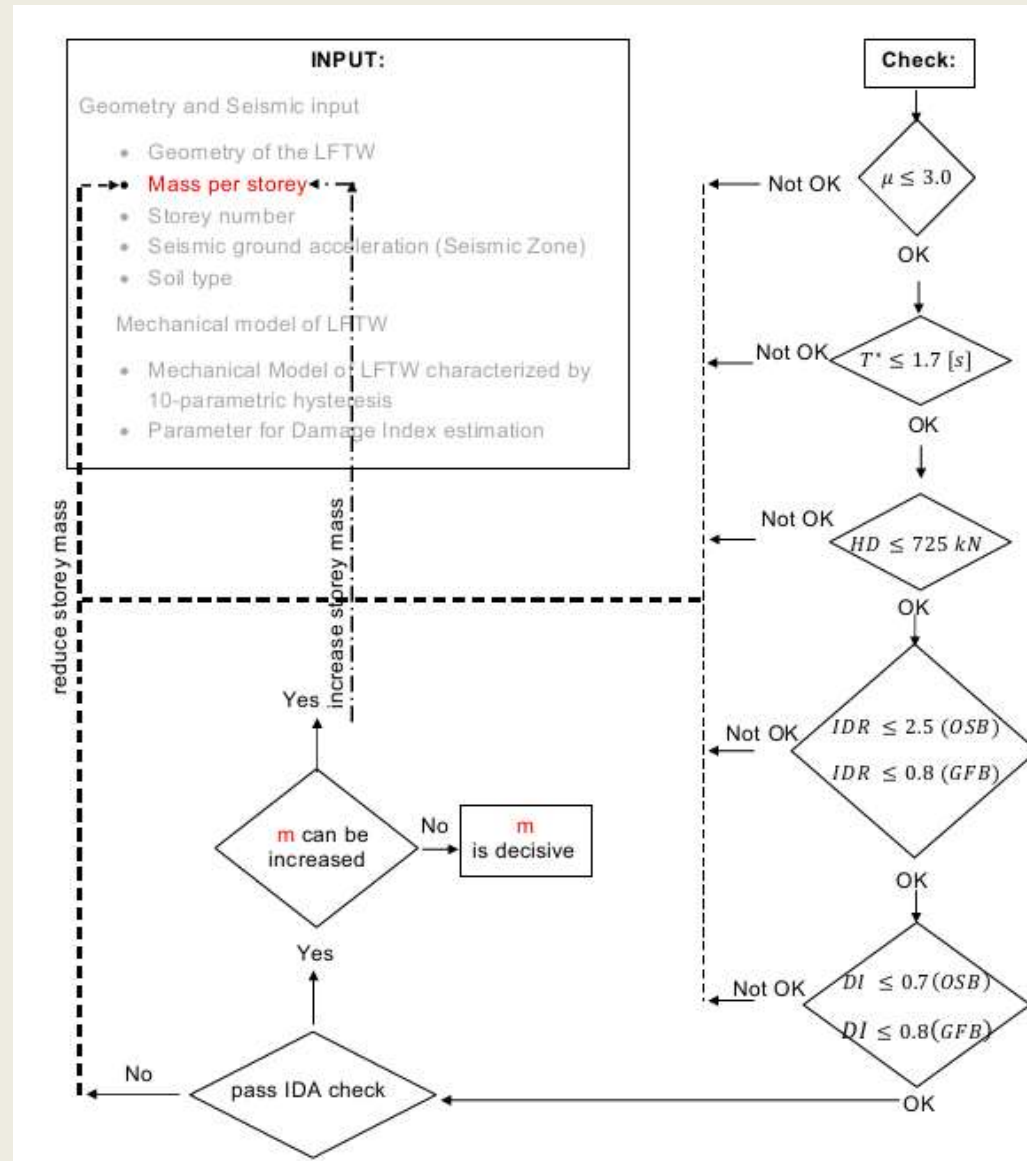 INPUT:
Geometry and Seismic input
• Geometry of the LFTW
• Mass per storey
• Storey number
• Seismic ground acceleration (Seismic Zone)
• Soil type
Mechanical model of LFTW
• Mechanical Model of LFTW characterized by
10-parametric hysteresis
• Parameter for Damage Index estimation
reduce storey mass
increase storey mass
Check:
μ ≤ 3.0
Not OK
OK
T* ≤ 1.7 [s]
Not OK
OK
HD ≤ 725 kN
Not OK
OK
IDR ≤ 2.5 (OSB)
IDR ≤ 0.8 (GFB)
Not OK
OK
DI ≤ 0.7(OSB)
DI ≤ 0.8(GFB)
Not OK
OK
pass IDA check
No
Yes
m can be
increased
Yes
No
m
is decisive